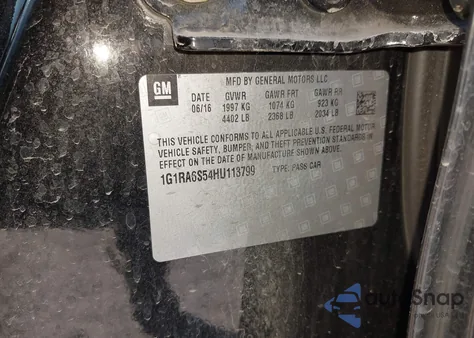 GM
MFD BY GENERAL MOTORS LLC
DATE GVWR GAWR FRT GAWR RR
06/16 1997 KG 1074 KG 923 KG
4402 LB 2368 LB 2034 LB
THIS VEHICLE CONFORMS TO ALL APPLICABLE U.S. FEDERAL MOTOR
VEHICLE SAFETY, BUMPER, AND THEFT PREVENTION STANDARDS IN
EFFECT ON THE DATE OF MANUFACTURE SHOWN ABOVE.
1G1RA6S54HU113799 TYPE: PASS CAR
autoSnap